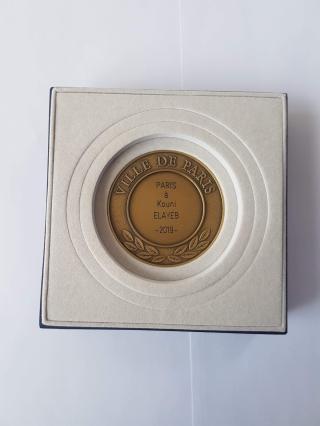 VILLE DE PARIS
PARIS
à
Kouni
ELAYEB
-2019-